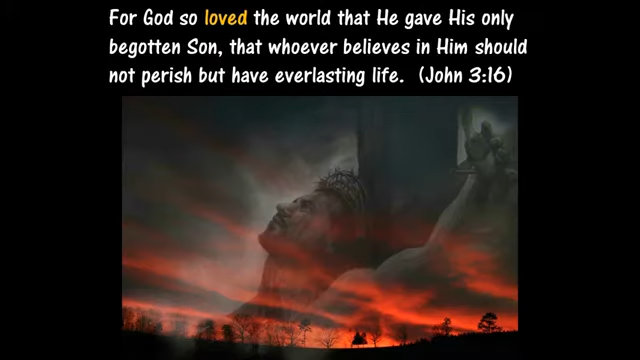 For God so loved the world that He gave His only
begotten Son, that whoever believes in Him should
not perish but have everlasting life. (John 3:16)